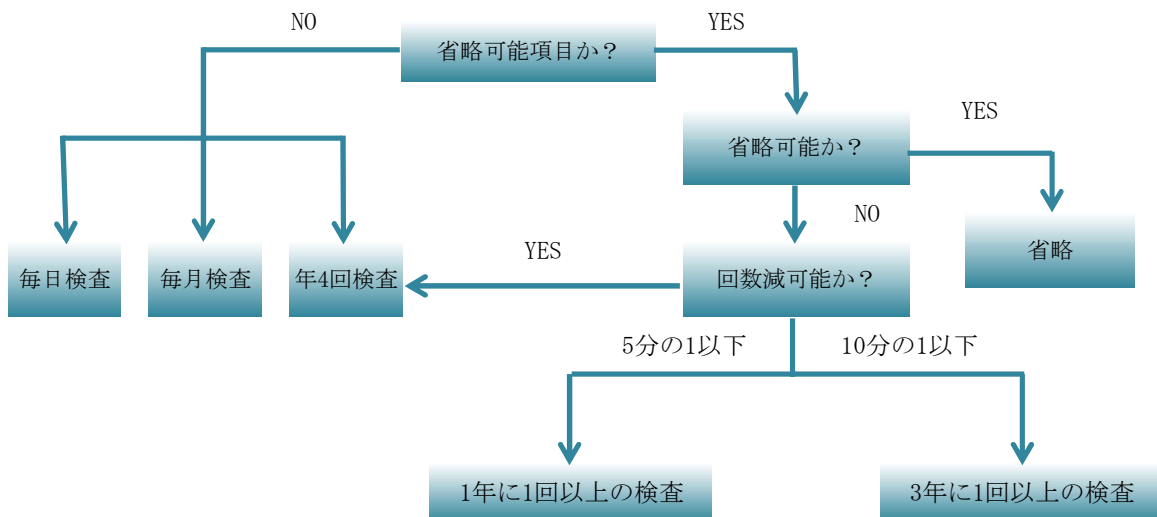 NO
YES
省略可能項目か？
YES
省略可能か？
NO
省略
毎日検査
毎月検査
年4回検査
YES
回数減可能か？
5分の1以下
10分の1以下
1年に1回以上の検査
3年に1回以上の検査